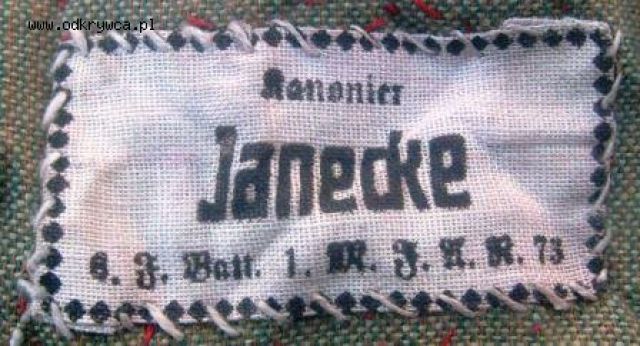 www.odkrywca.pl
Kanonier
Janecke
6. F. Batt. 1. W. F. A. R. 73